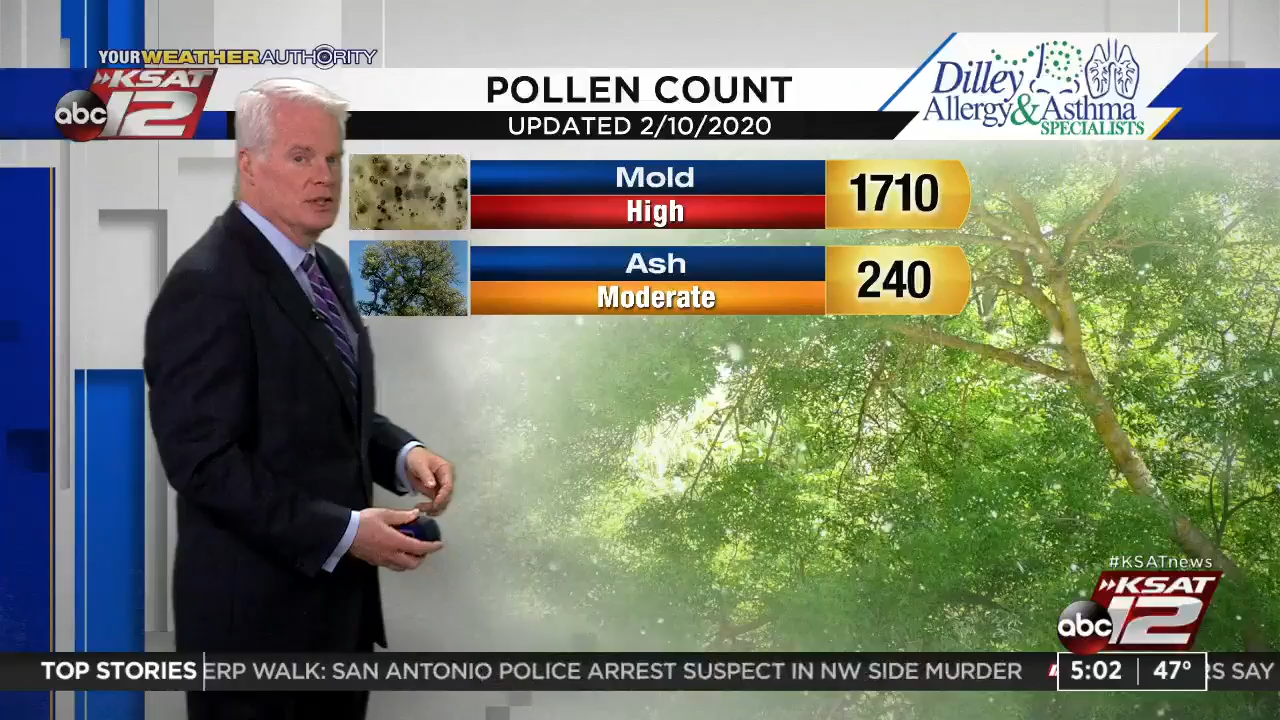 YOURWEATHERAUTHORITY
KSAT
abc 12
POLLEN COUNT
UPDATED 2/10/2020
Dilley
Allergy&Asthma
SPECIALISTS
Mold
High
1710
Ash
Moderate
240
#KSATnews
KSAT
abc 12
TOP STORIES
ERP WALK: SAN ANTONIO POLICE ARREST SUSPECT IN NW SIDE MURDER
5:02 47°
RS SAY